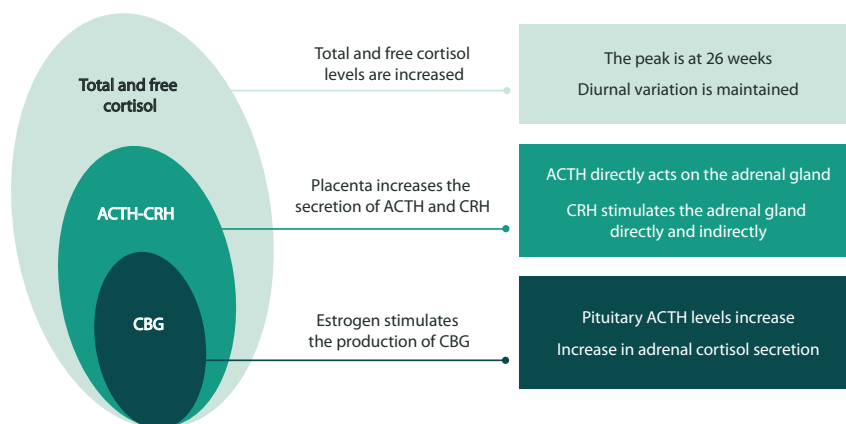 Total and free
cortisol
Total and free cortisol
levels are increased
The peak is at 26 weeks
Diurnal variation is maintained
ACTH-CRH
Placenta increases the
secretion of ACTH and CRH
ACTH directly acts on the adrenal gland
CRH stimulates the adrenal gland
directly and indirectly
CBG
Estrogen stimulates
the production of CBG
Pituitary ACTH levels increase
Increase in adrenal cortisol secretion